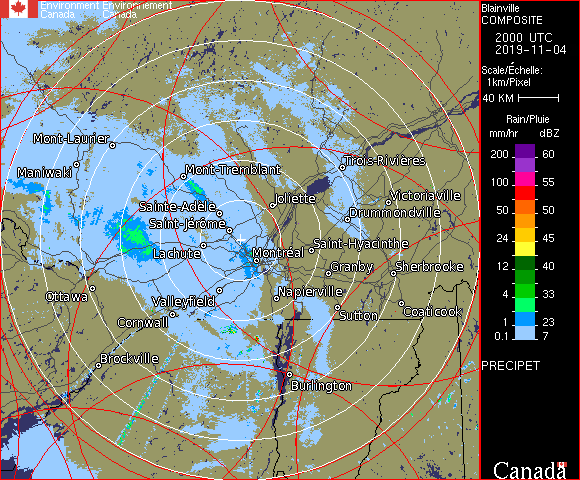 Environment Environnement
Canada Canada
Blainville
COMPOSITE
2000 UTC
2019-11-04
Scale/Échelle:
1km/Pixel
40 KM
Rain/Pluie
mm/hr dBZ
200 60
100 55
50 50
24 45
12 40
4 33
1 23
0.1 7
PRECIPET
Canada
Mont-Laurier
Maniwaki
Mont-Tremblant
Trois-Rivières
Sainte-Adèle
Joliette
Victoriaville
Drummondville
Saint-Jérôme
Lachute
Montréal
Saint-Hyacinthe
Granby
Sherbrooke
Ottawa
Valleyfield
Napierville
Cornwall
Sutton
Coaticook
Brockville
Burlington